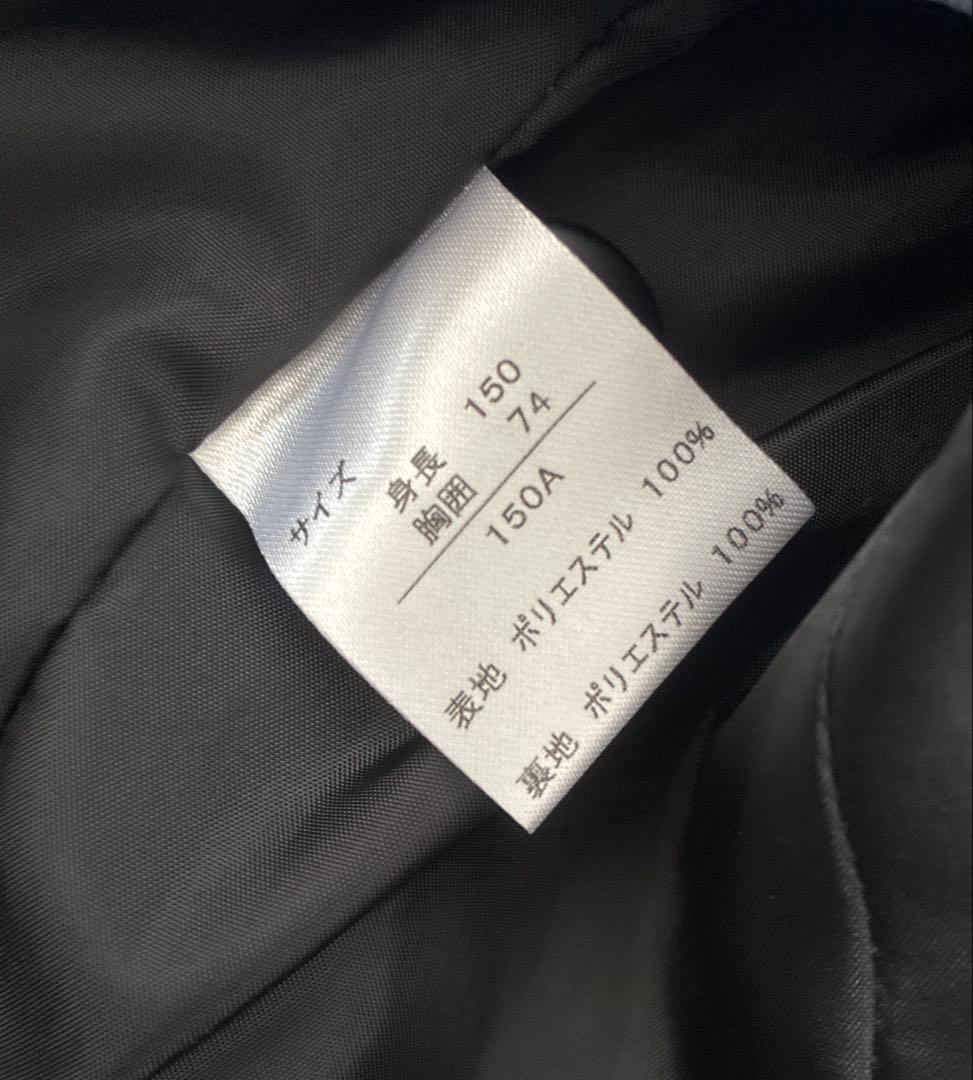 サイズ
身長 150
胸囲 74
150A
表地 ポリエステル 100%
裏地 ポリエステル 100%